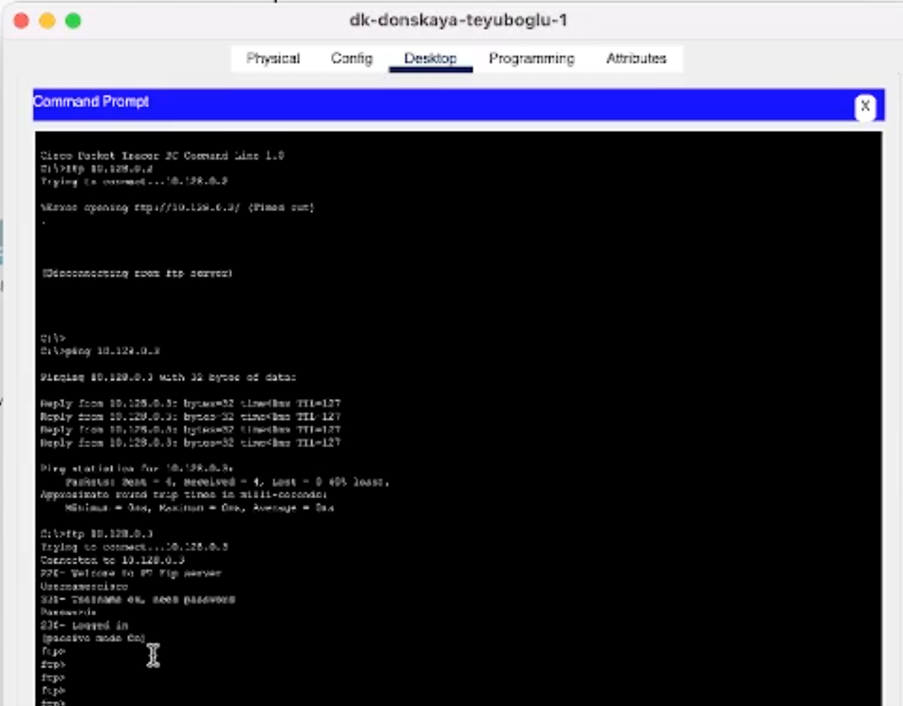 dk-donskaya-teyuboglu-1
Physical Config Desktop Programming Attributes
Command Prompt X
Cisco Packet Tracer PC Command Line 1.0
C:\>ftp 10.128.0.2
Trying to connect...10.128.0.2
%Error opening ftp://10.128.0.2/ (Timed out)
.
(Disconnecting from ftp server)
C:\>
C:\>ping 10.128.0.3
Pinging 10.128.0.3 with 32 bytes of data:
Reply from 10.128.0.3: bytes=32 time<1ms TTL=127
Reply from 10.128.0.3: bytes=32 time<1ms TTL=127
Reply from 10.128.0.3: bytes=32 time<1ms TTL=127
Reply from 10.128.0.3: bytes=32 time<1ms TTL=127
Ping statistics for 10.128.0.3:
Packets: Sent = 4, Received = 4, Lost = 0 (0% loss),
Approximate round trip times in milli-seconds:
Minimum = 0ms, Maximum = 0ms, Average = 0ms
C:\>ftp 10.128.0.3
Trying to connect...10.128.0.3
Connected to 10.128.0.3
220- Welcome to PT Ftp server
Username:cisco
331- Username ok, need password
Password:
230- Logged in
(passive mode On)
ftp>
ftp>
ftp>
ftp>
ftp>